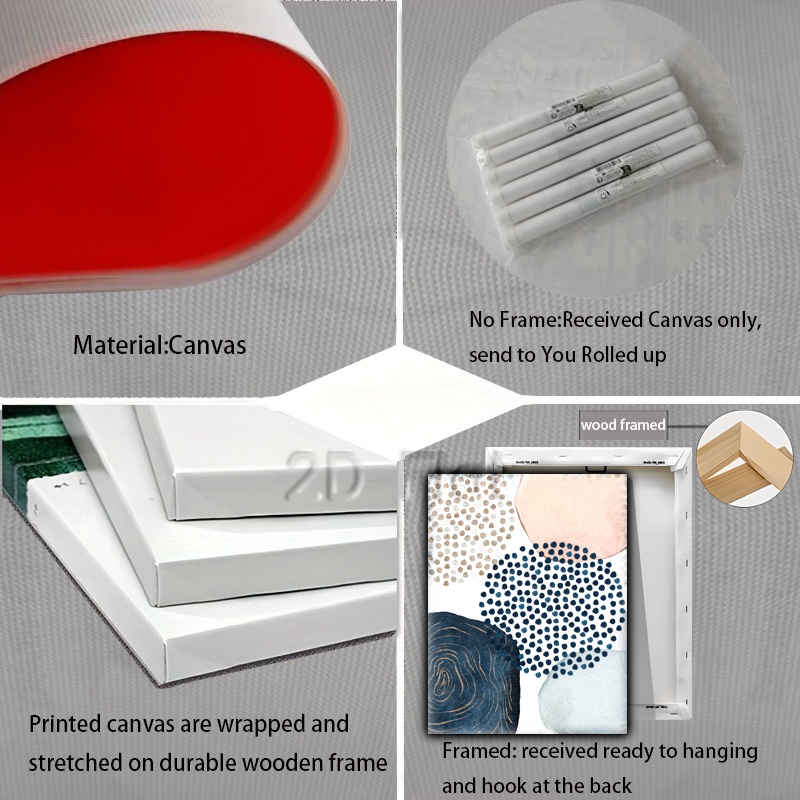 Material:Canvas
No Frame:Received Canvas only,
send to You Rolled up
2D
wood framed
Printed canvas are wrapped and
stretched on durable wooden frame
Framed: received ready to hanging
and hook at the back